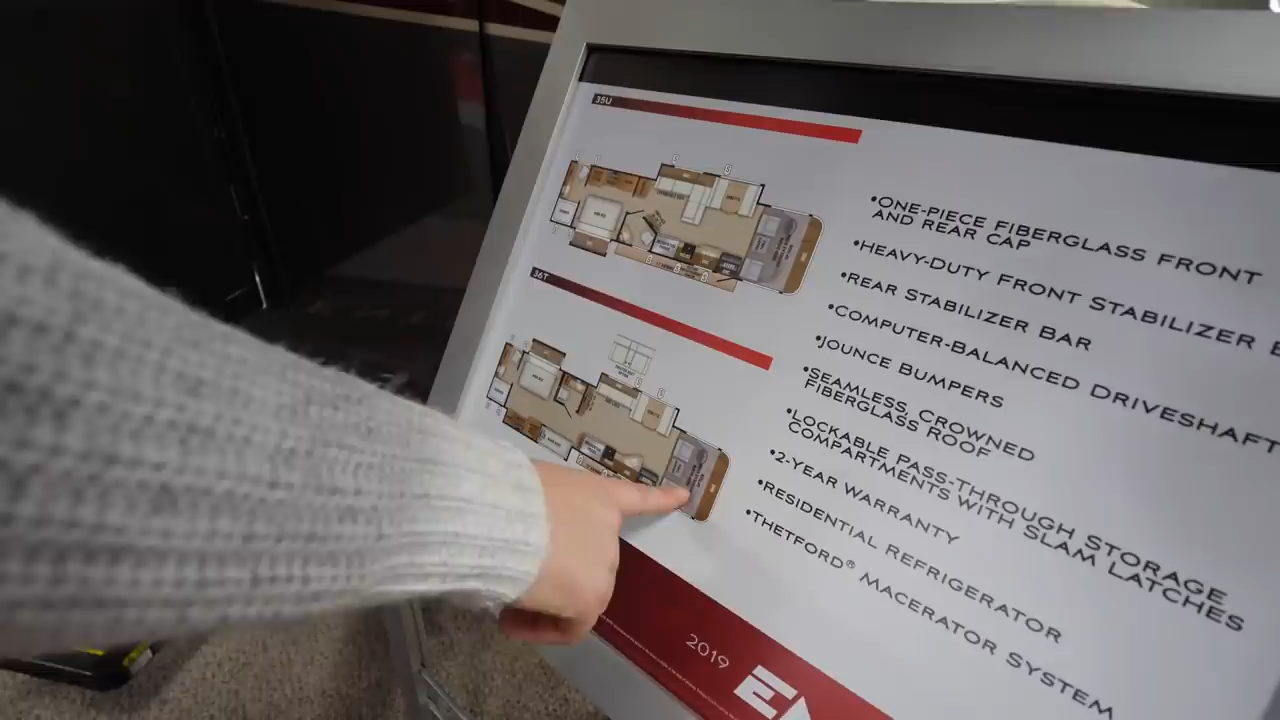 35U
36T
•ONE-PIECE FIBERGLASS FRONT
AND REAR CAP
•HEAVY-DUTY FRONT STABILIZER
•REAR STABILIZER BAR
•COMPUTER-BALANCED DRIVESHAFT
•JOUNCE BUMPERS
•SEAMLESS, CROWNED
FIBERGLASS ROOF
•LOCKABLE PASS-THROUGH STORAGE
COMPARTMENTS WITH SLAM LATCHES
•2-YEAR WARRANTY
•RESIDENTIAL REFRIGERATOR
•THETFORD® MACERATOR SYSTEM
2019